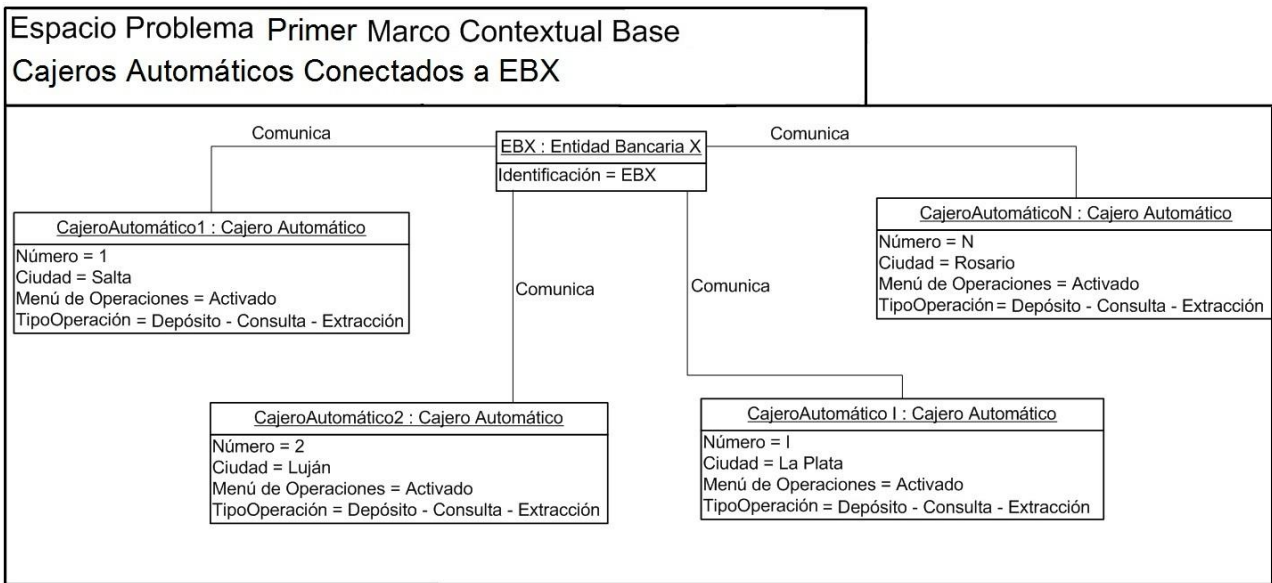 Espacio Problema Primer Marco Contextual Base
Cajeros Automáticos Conectados a EBX
Comunica
Comunica
EBX : Entidad Bancaria X
Identificación = EBX
CajeroAutomático1 : Cajero Automático
Número = 1
Ciudad = Salta
Menú de Operaciones = Activado
TipoOperación = Depósito - Consulta - Extracción
CajeroAutomáticoN : Cajero Automático
Número = N
Ciudad = Rosario
Menú de Operaciones = Activado
TipoOperación = Depósito - Consulta - Extracción
Comunica
Comunica
CajeroAutomático2 : Cajero Automático
Número = 2
Ciudad = Luján
Menú de Operaciones = Activado
TipoOperación = Depósito - Consulta - Extracción
CajeroAutomático I : Cajero Automático
Número = I
Ciudad = La Plata
Menú de Operaciones = Activado
TipoOperación = Depósito - Consulta - Extracción